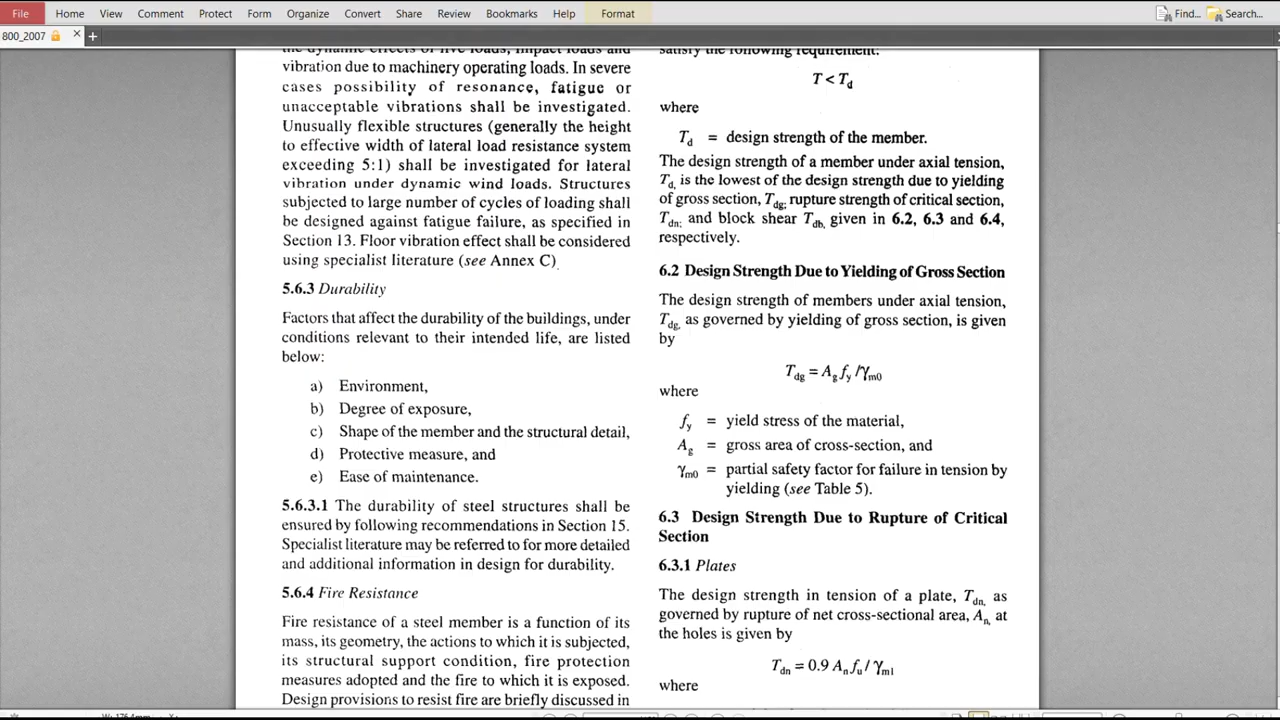 File Home View Comment Protect Form Organize Convert Share Review Bookmarks Help Format Find... Search...
800_2007
the dynamic effects of live loads, impact loads and
vibration due to machinery operating loads. In severe
cases possibility of resonance, fatigue or
unacceptable vibrations shall be investigated.
Unusually flexible structures (generally the height
to effective width of lateral load resistance system
exceeding 5:1) shall be investigated for lateral
vibration under dynamic wind loads. Structures
subjected to large number of cycles of loading shall
be designed against fatigue failure, as specified in
Section 13. Floor vibration effect shall be considered
using specialist literature (see Annex C).
5.6.3 Durability
Factors that affect the durability of the buildings, under
conditions relevant to their intended life, are listed
below:
a) Environment,
b) Degree of exposure,
c) Shape of the member and the structural detail,
d) Protective measure, and
e) Ease of maintenance.
5.6.3.1 The durability of steel structures shall be
ensured by following recommendations in Section 15.
Specialist literature may be referred to for more detailed
and additional information in design for durability.
5.6.4 Fire Resistance
Fire resistance of a steel member is a function of its
mass, its geometry, the actions to which it is subjected,
its structural support condition, fire protection
measures adopted and the fire to which it is exposed.
Design provisions to resist fire are briefly discussed in
satisfy the following requirement:
T < Td
where
Td = design strength of the member.
The design strength of a member under axial tension,
Td, is the lowest of the design strength due to yielding
of gross section, Tdg; rupture strength of critical section,
Tdn; and block shear Tdb, given in 6.2, 6.3 and 6.4,
respectively.
6.2 Design Strength Due to Yielding of Gross Section
The design strength of members under axial tension,
Tdg, as governed by yielding of gross section, is given
by
Tdg = Ag fy /γm0
where
fy = yield stress of the material,
Ag = gross area of cross-section, and
γm0 = partial safety factor for failure in tension by
yielding (see Table 5).
6.3 Design Strength Due to Rupture of Critical
Section
6.3.1 Plates
The design strength in tension of a plate, Tdn, as
governed by rupture of net cross-sectional area, An, at
the holes is given by
Tdn = 0.9 An fu / γm1
where